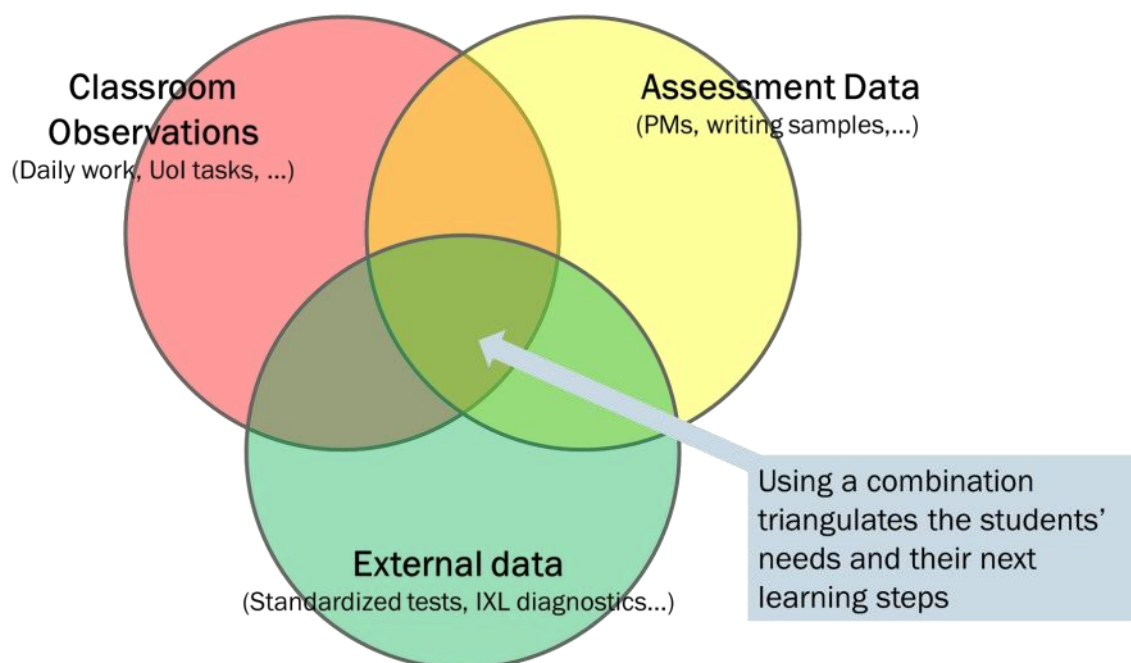 Classroom
Observations
(Daily work, UoI tasks, ...)
Assessment Data
(PMs, writing samples,...)
External data
(Standardized tests, IXL diagnostics...)
Using a combination
triangulates the students’
needs and their next
learning steps